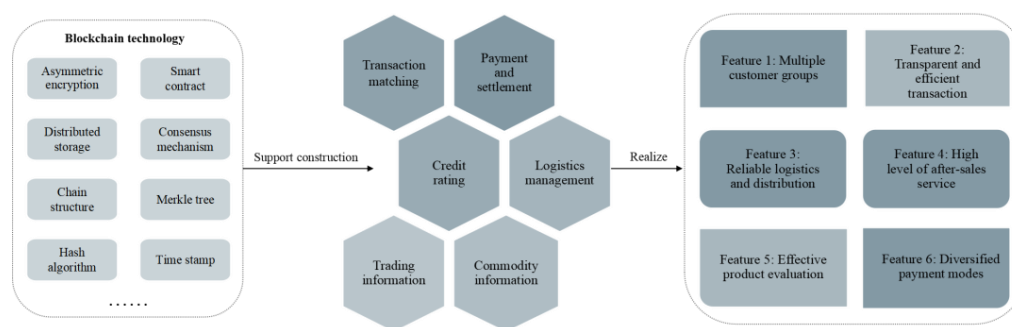 Blockchain technology
Asymmetric
encryption
Smart
contract
Distributed
storage
Consensus
mechanism
Chain
structure
Merkle tree
Hash
algorithm
Time stamp
......
Support construction
Transaction
matching
Payment
and
settlement
Credit
rating
Logistics
management
Trading
information
Commodity
information
Realize
Feature 1: Multiple
customer groups
Feature 2:
Transparent and
efficient
transaction
Feature 3:
Reliable logistics
and distribution
Feature 4: High
level of after-sales
service
Feature 5: Effective
product evaluation
Feature 6: Diversified
payment modes